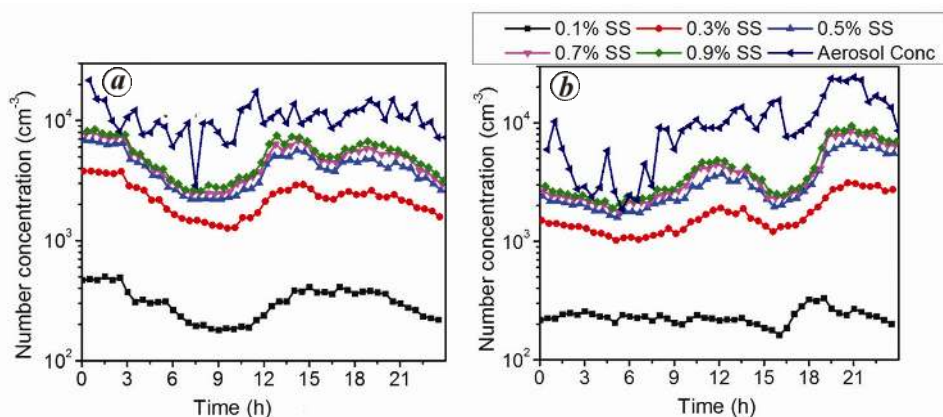 0.1% SS 0.3% SS 0.5% SS
0.7% SS 0.9% SS Aerosol Conc
a
Number concentration (cm⁻³)
10⁴
10³
10²
0 3 6 9 12 15 18 21
Time (h)
b
Number concentration (cm⁻³)
10⁴
10³
10²
0 3 6 9 12 15 18 21
Time (h)